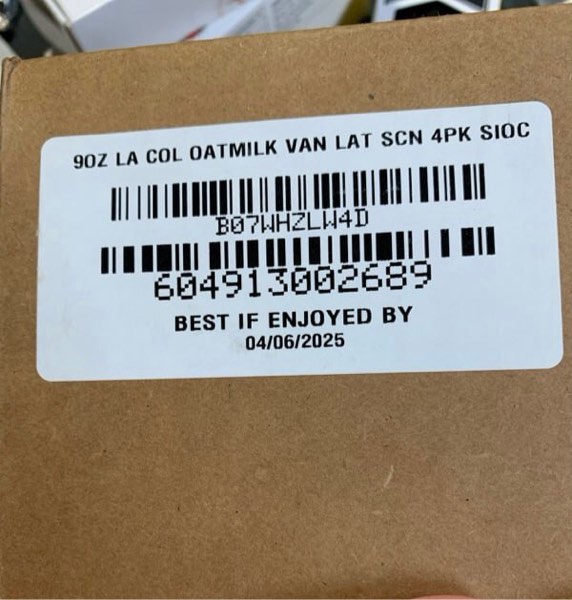 9OZ LA COL OATMILK VAN LAT SCN 4PK SIOC
B07WHZLW4D
604913002689
BEST IF ENJOYED BY
04/06/2025